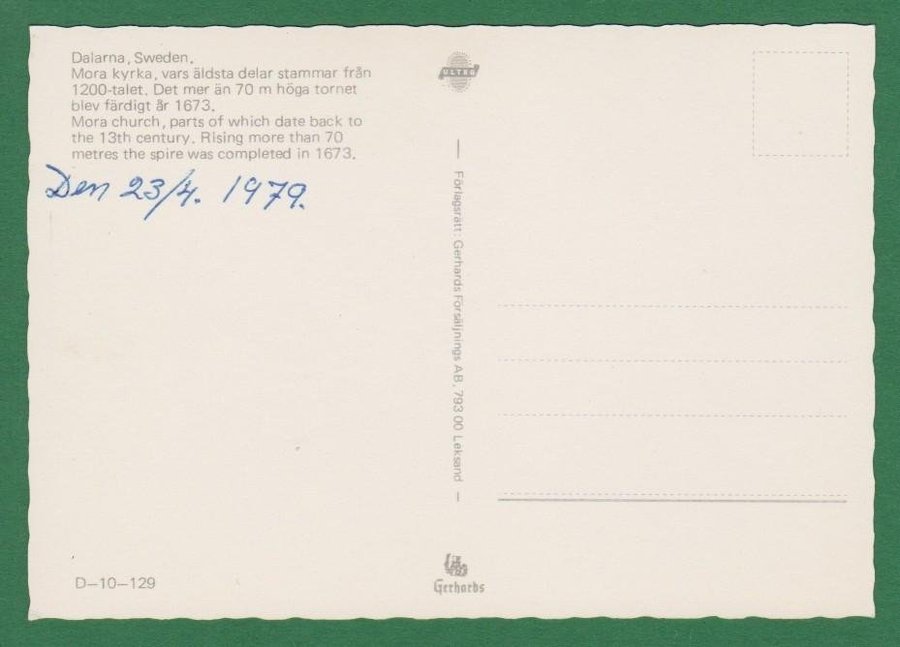 Dalarna, Sweden.
Mora kyrka, vars äldsta delar stammar från
1200-talet. Det mer än 70 m höga tornet
blev färdigt år 1673.
Mora church, parts of which date back to
the 13th century. Rising more than 70
metres the spire was completed in 1673.
Den 23/4. 1979.
D–10–129
ULTRA
Förlagsrätt: Gerhards Försäljnings AB, 793 00 Leksand
Gerhards